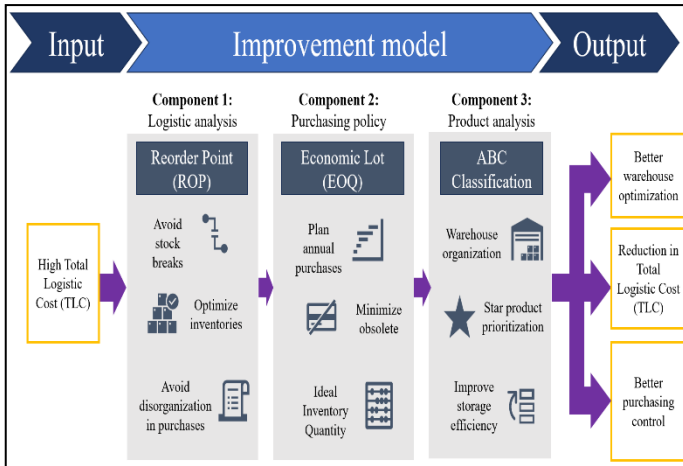 Input
Improvement model
Output
Component 1:
Logistic analysis
Component 2:
Purchasing policy
Component 3:
Product analysis
Reorder Point
(ROP)
Economic Lot
(EOQ)
ABC
Classification
High Total
Logistic
Cost (TLC)
Avoid
stock
breaks
Optimize
inventories
Avoid
disorganization
in purchases
Plan
annual
purchases
Minimize
obsolete
Ideal
Inventory
Quantity
Warehouse
organization
Star product
prioritization
Improve
storage
efficiency
Better
warehouse
optimization
Reduction in
Total
Logistic Cost
(TLC)
Better
purchasing
control